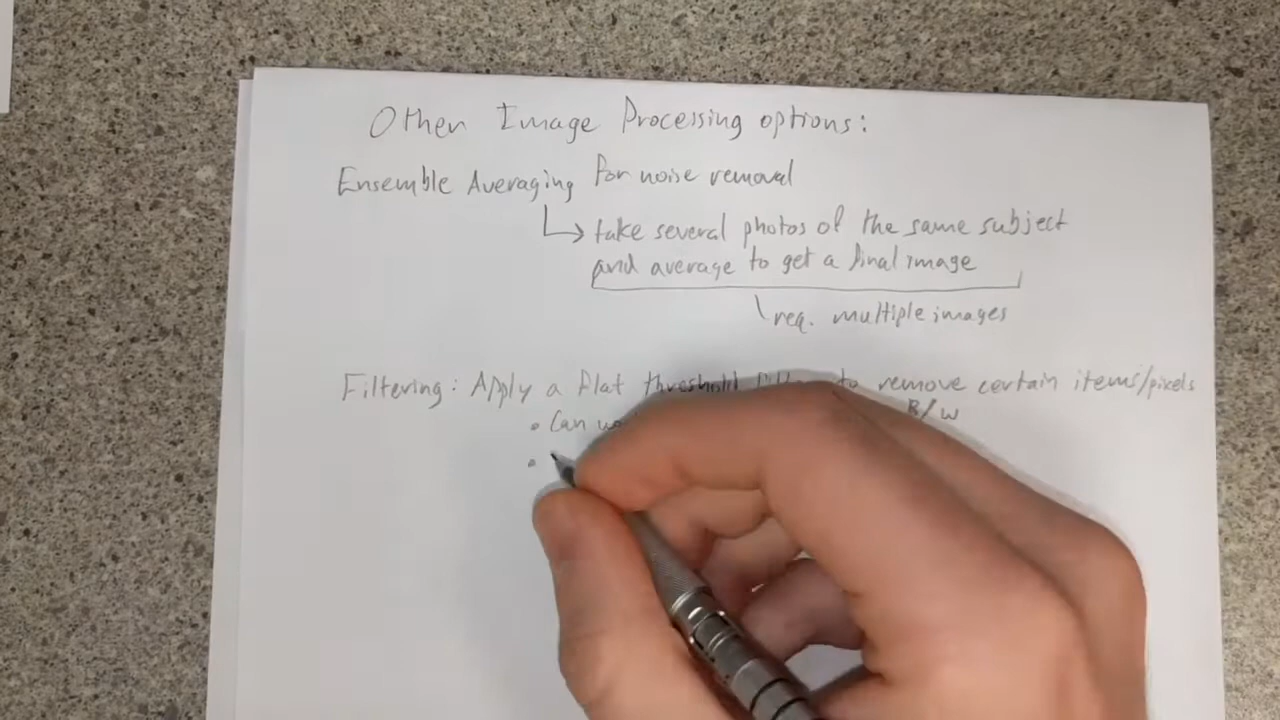 Other Image Processing options:
Ensemble Averaging for noise removal
take several photos of the same subject
and average to get a final image
req. multiple images
Filtering: Apply a flat threshold filter to remove certain items/pixels
• Can B/W
•